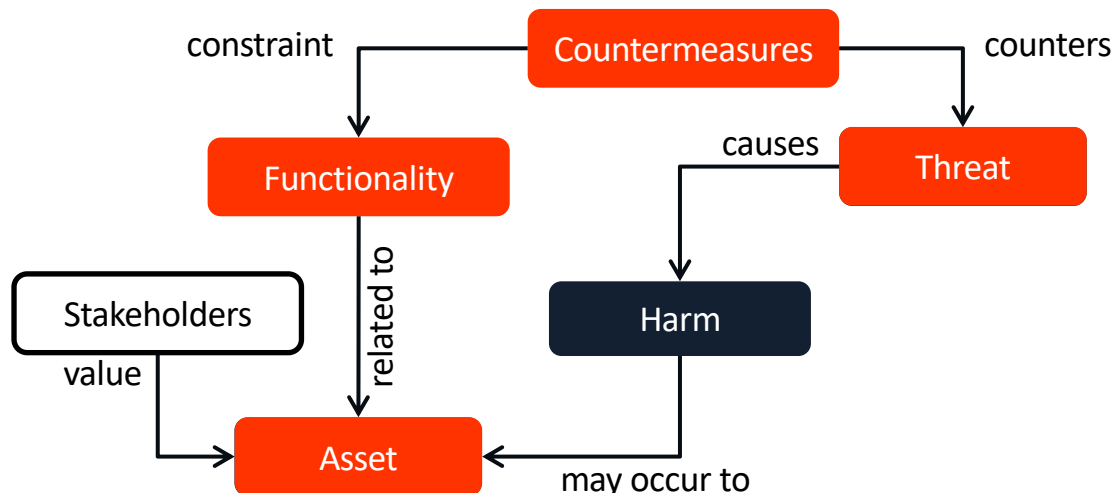 constraint
Countermeasures
counters
Functionality
causes
Threat
Stakeholders
value
related to
Harm
Asset
may occur to